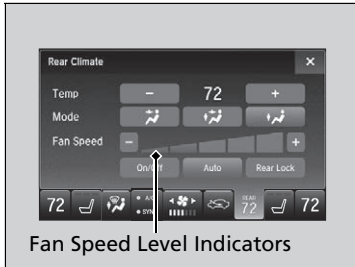 Rear Climate ×
Temp − 72 +
Mode
Fan Speed − +
On/Off Auto Rear Lock
72 • A/C • SYNC REAR 72 72
Fan Speed Level Indicators